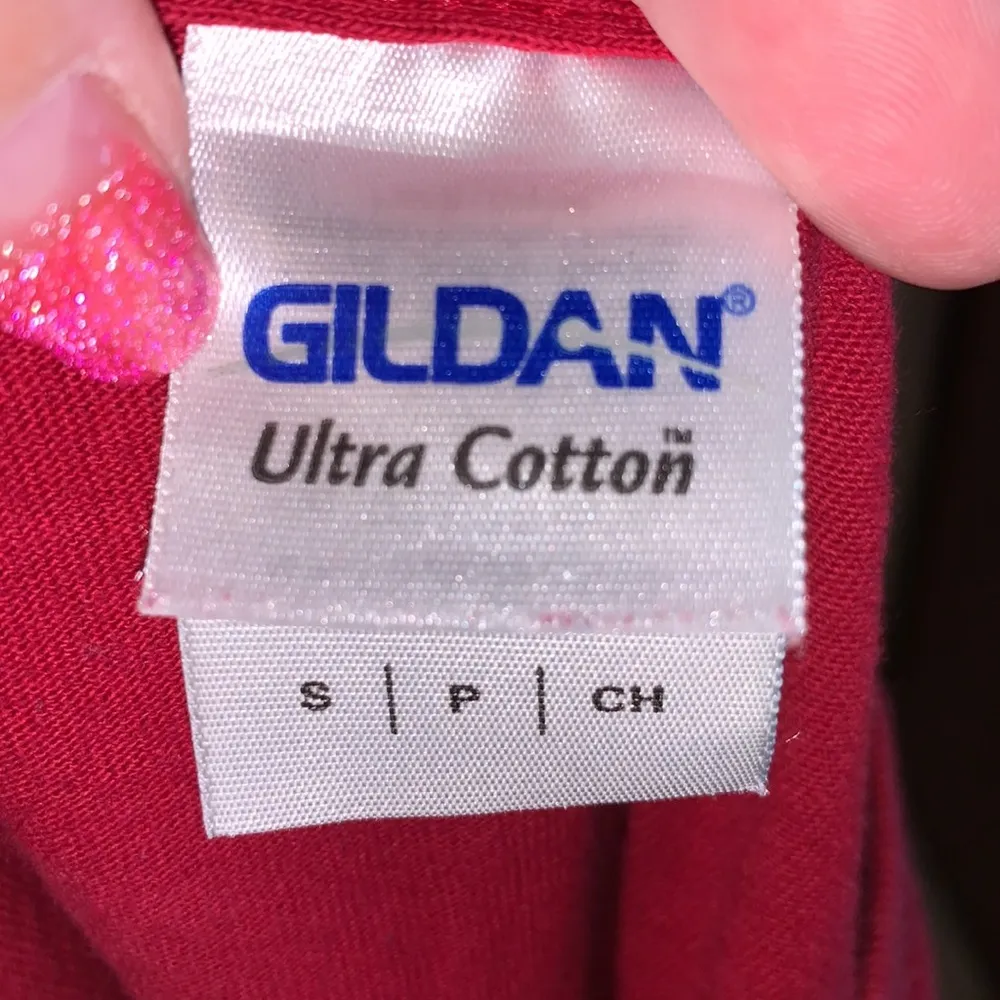 GILDAN®
Ultra Cotton™
S | P | CH